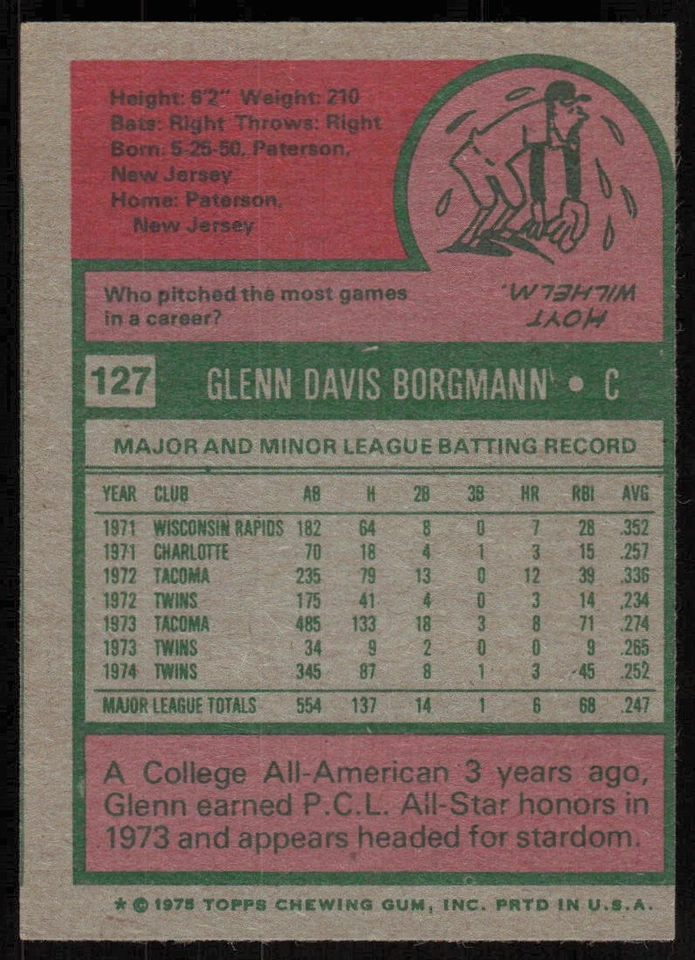 Height: 6'2" Weight: 210
Bats: Right Throws: Right
Born: 5-25-50, Paterson,
New Jersey
Home: Paterson,
New Jersey
Who pitched the most games
in a career?
HOYT
WILHELM.
127 GLENN DAVIS BORGMANN • C
MAJOR AND MINOR LEAGUE BATTING RECORD
YEAR CLUB AB H 2B 3B HR RBI AVG
1971 WISCONSIN RAPIDS 182 64 8 0 7 28 .352
1971 CHARLOTTE 70 18 4 1 3 15 .257
1972 TACOMA 235 79 13 0 12 39 .336
1972 TWINS 175 41 4 0 3 14 .234
1973 TACOMA 485 133 18 3 8 71 .274
1973 TWINS 34 9 2 0 0 9 .265
1974 TWINS 345 87 8 1 3 45 .252
MAJOR LEAGUE TOTALS 554 137 14 1 6 68 .247
A College All-American 3 years ago,
Glenn earned P.C.L. All-Star honors in
1973 and appears headed for stardom.
* © 1975 TOPPS CHEWING GUM, INC. PRTD IN U.S.A.